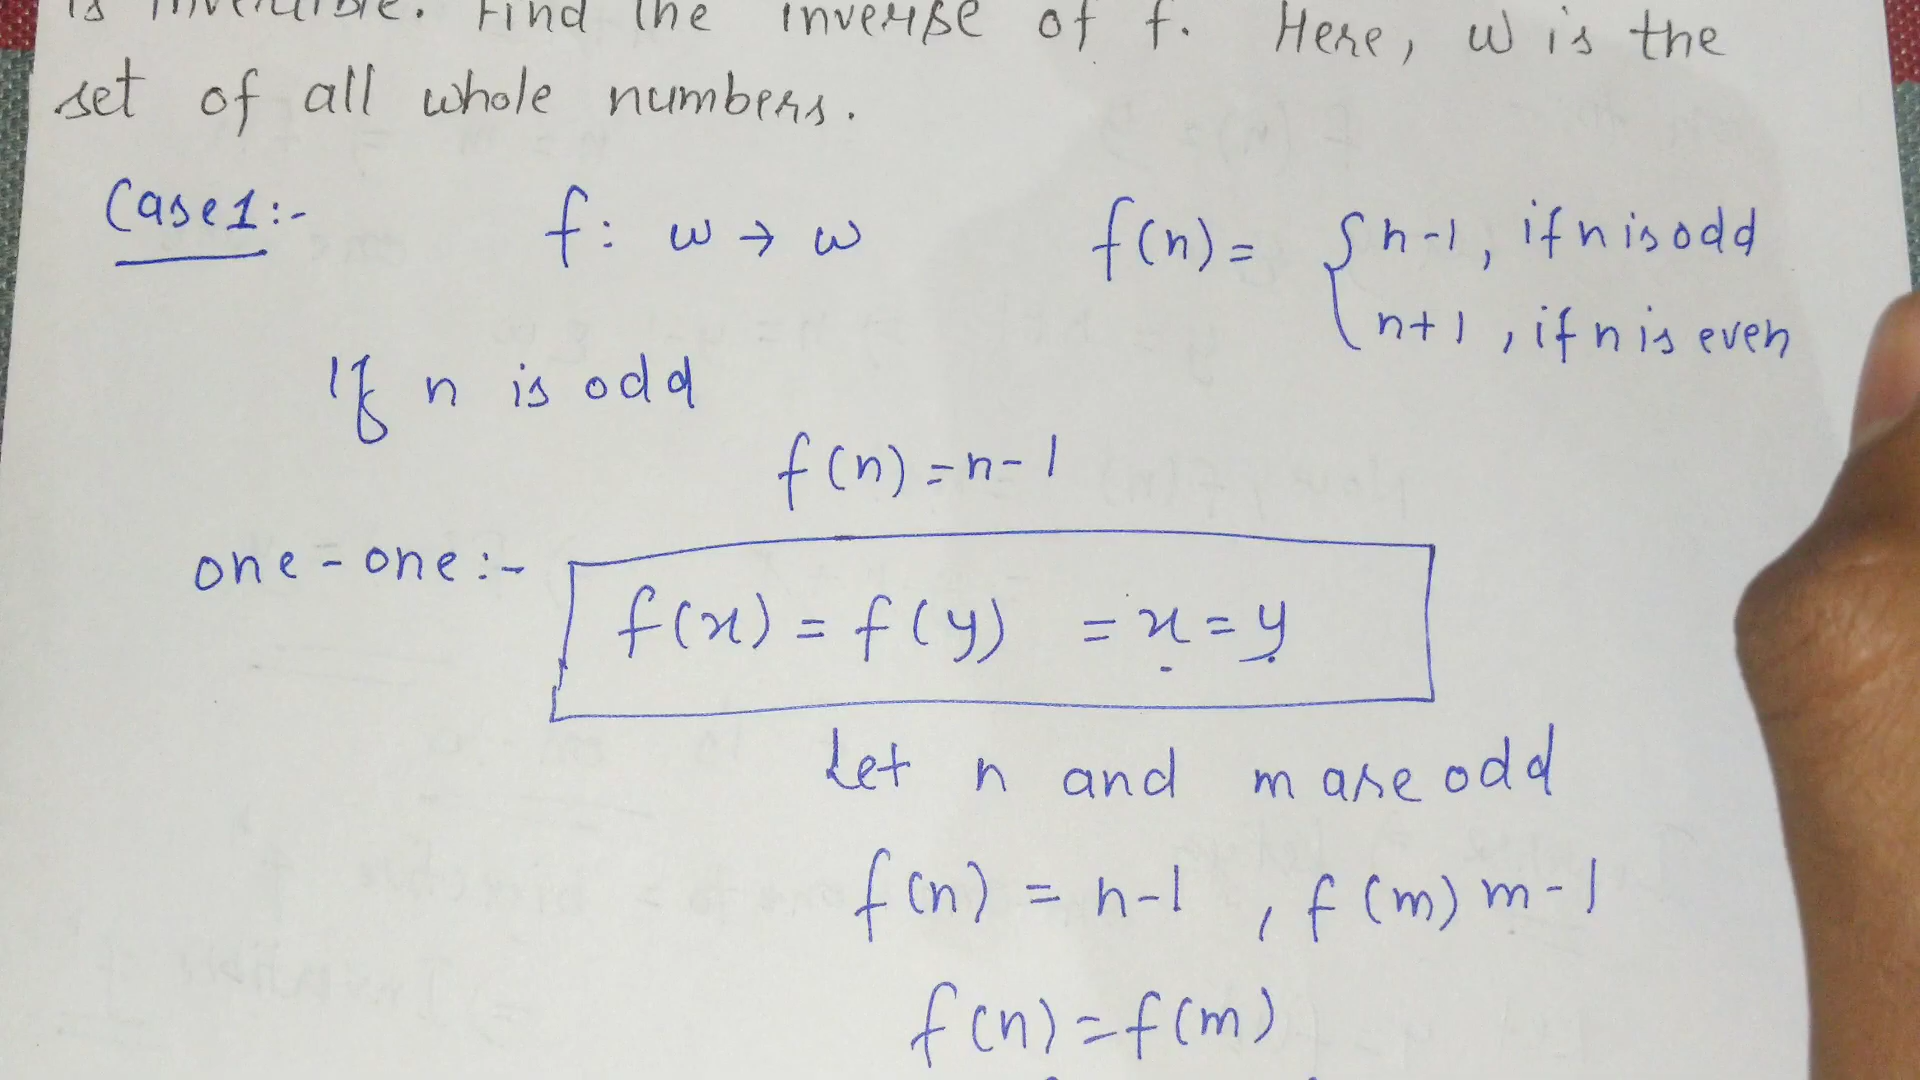 is invertible. Find the inverse of f. Here, W is the
set of all whole numbers.
Case 1:- f: w → w f(n) = { n-1, if n is odd
n+1, if n is even
If n is odd
f(n) = n-1
one-one:- f(x) = f(y) = x = y
Let n and m are odd
f(n) = n-1, f(m) m-1
f(n) = f(m)